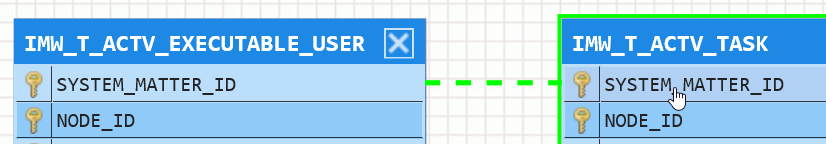 IMW_T_ACTV_EXECUTABLE_USER
SYSTEM_MATTER_ID
NODE_ID
IMW_T_ACTV_TASK
SYSTEM_MATTER_ID
NODE_ID